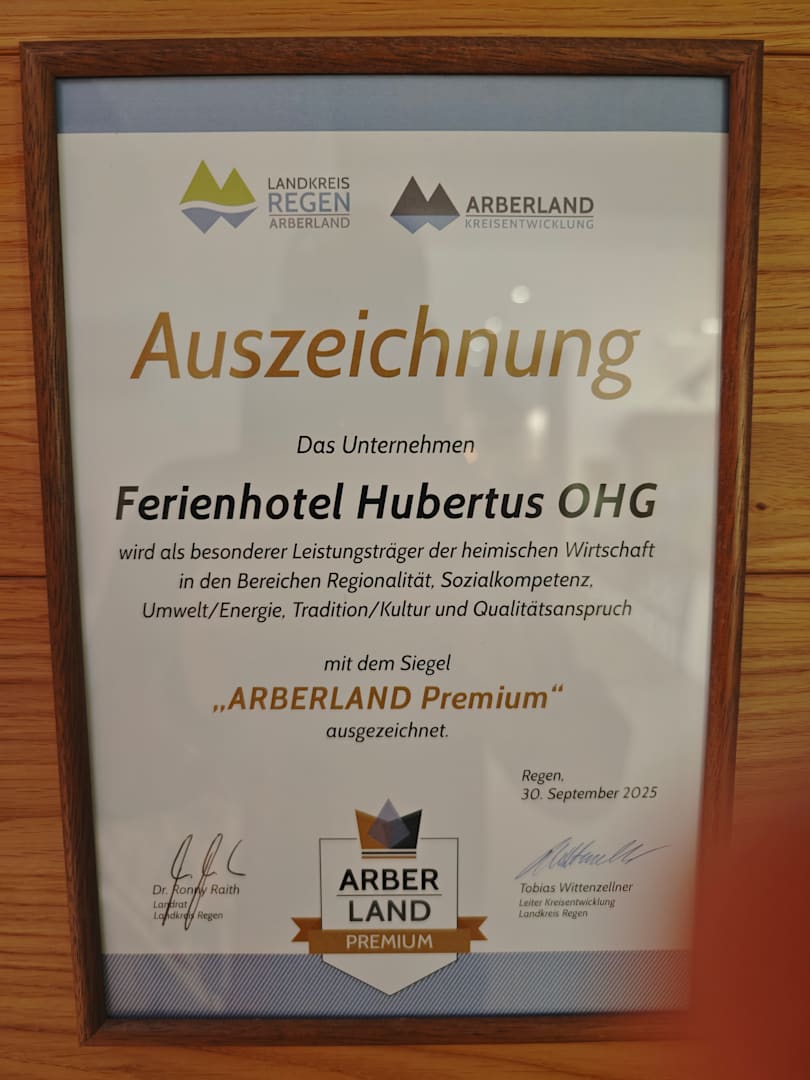 LANDKREIS
REGEN
ARBERLAND
ARBERLAND
KREISENTWICKLUNG
Auszeichnung
Das Unternehmen
Ferienhotel Hubertus OHG
wird als besonderer Leistungsträger der heimischen Wirtschaft
in den Bereichen Regionalität, Sozialkompetenz,
Umwelt/Energie, Tradition/Kultur und Qualitätsanspruch
mit dem Siegel
„ARBERLAND Premium“
ausgezeichnet.
Regen,
30. September 2025
Dr. Ronny Raith
Landrat
Landkreis Regen
ARBER
LAND
PREMIUM
Tobias Wittenzellner
Leiter Kreisentwicklung
Landkreis Regen